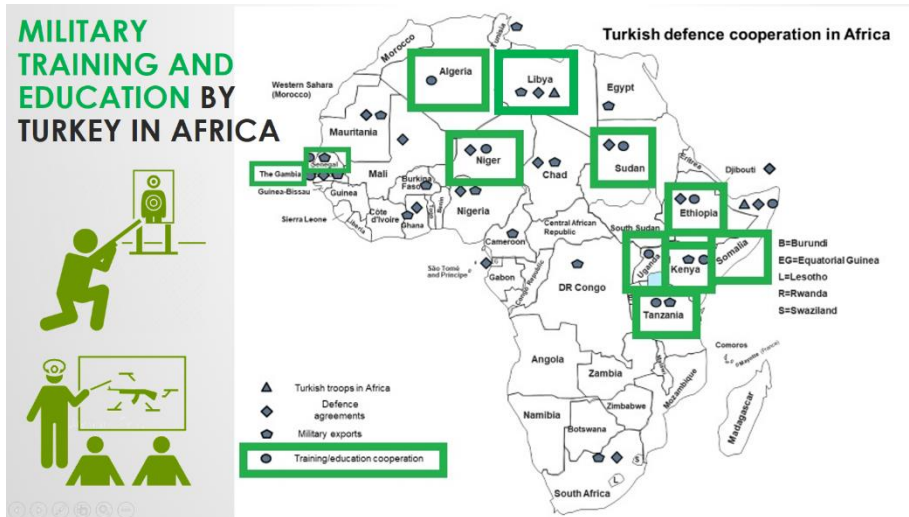 MILITARY
TRAINING AND
EDUCATION BY
TURKEY IN AFRICA
Turkish defence cooperation in Africa
Tunisia
Morocco
Algeria
Libya
Egypt
Western Sahara
(Morocco)
Mauritania
Mali
Niger
Chad
Sudan
Eritrea
Djibouti
Senegal
The Gambia
Guinea-Bissau
Guinea
Sierra Leone
Liberia
Côte
d'Ivoire
Burkina
Faso
Ghana
Togo
Benin
Nigeria
Cameroon
Central African
Republic
South Sudan
Ethiopia
Somalia
São Tomé
and Principe
Gabon
Congo Republic
DR Congo
Uganda
Kenya
Tanzania
B=Burundi
EG=Equatorial Guinea
L=Lesotho
R=Rwanda
S=Swaziland
Angola
Zambia
Comoros
Mayotte (France)
Mozambique
Madagascar
Namibia
Zimbabwe
Botswana
South Africa
S
L
Turkish troops in Africa
Defence
agreements
Military exports
Training/education cooperation